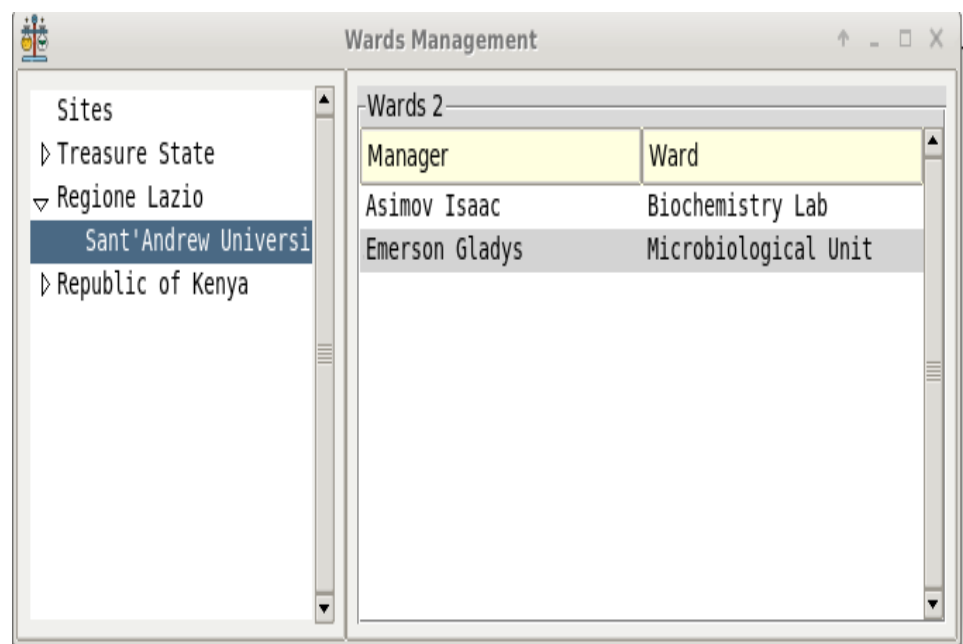 Wards Management
Sites
Treasure State
Regione Lazio
Sant'Andrew Universi
Republic of Kenya
Wards 2
Manager Ward
Asimov Isaac Biochemistry Lab
Emerson Gladys Microbiological Unit